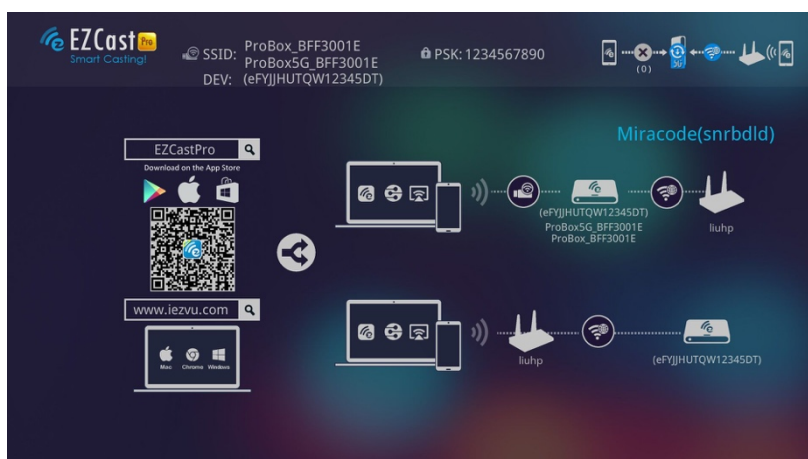 EZCast Pro
Smart Casting!
SSID: ProBox_BFF3001E
ProBox5G_BFF3001E
DEV: (eFYJJHUTQW12345DT)
PSK: 1234567890
(0)
5G
Miracode(snrbdld)
EZCastPro
Download on the App Store
www.iezvu.com
Mac Chrome Windows
(eFYJJHUTQW12345DT)
ProBox5G_BFF3001E
ProBox_BFF3001E
liuhp
liuhp
(eFYJJHUTQW12345DT)